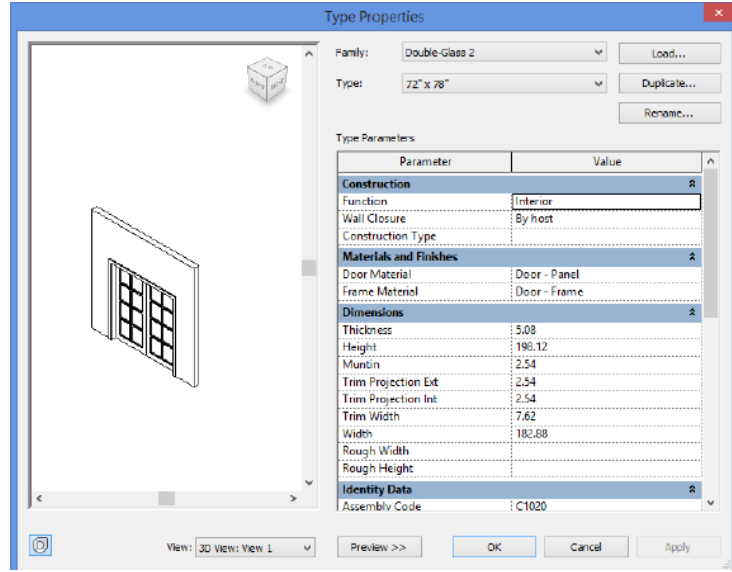 Type Properties
Family: Double-Glass 2 Load...
Type: 72" x 78" Duplicate...
Rename...
Type Parameters
Parameter Value
Construction
Function Interior
Wall Closure By host
Construction Type
Materials and Finishes
Door Material Door - Panel
Frame Material Door - Frame
Dimensions
Thickness 5.08
Height 198.12
Muntin 2.54
Trim Projection Ext 2.54
Trim Projection Int 2.54
Trim Width 7.62
Width 182.88
Rough Width
Rough Height
Identity Data
Assembly Code C1020
View: 3D View: View 1 Preview >> OK Cancel Apply